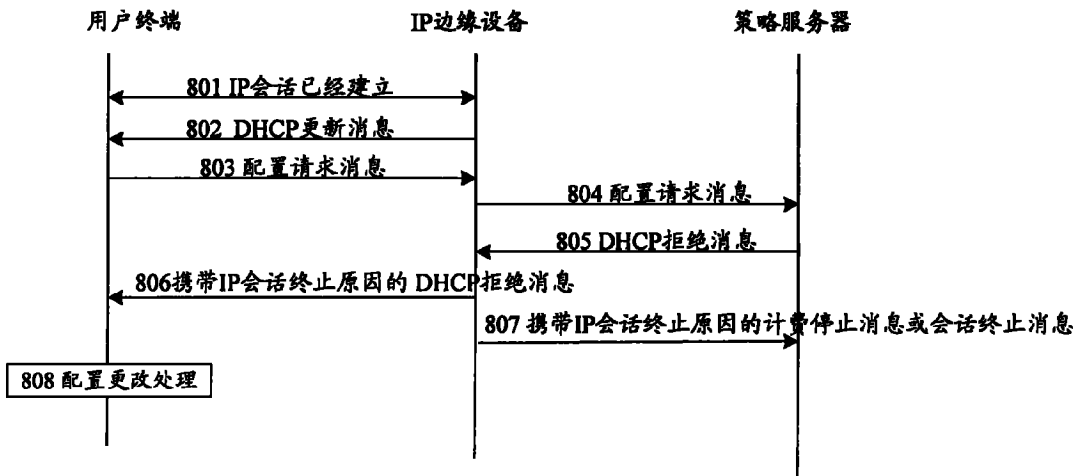 用户终端
IP边缘设备
策略服务器
801 IP会话已经建立
802 DHCP更新消息
803 配置请求消息
804 配置请求消息
805 DHCP拒绝消息
806携带IP会话终止原因的 DHCP拒绝消息
807 携带IP会话终止原因的计费停止消息或会话终止消息
808 配置更改处理